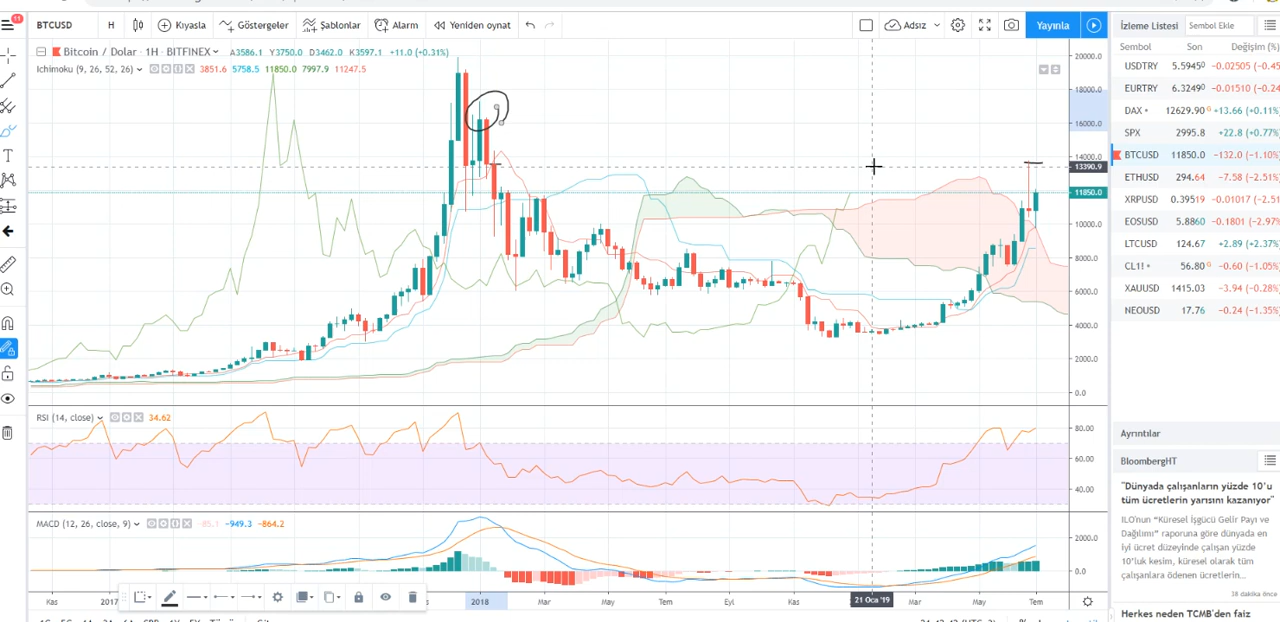 BTCUSD H Kıyasla Göstergeler Şablonlar Alarm Yeniden oynat Adsız Yayınla
Bitcoin / Dolar · 1H · BITFINEX A3586.1 Y3750.0 D3462.0 K3597.1 +11.0 (+0.31%)
Ichimoku (9, 26, 52, 26) 3851.6 5758.5 11850.0 7997.9 11247.5
20000.0
18000.0
16000.0
14000.0
13390.9
11850.0
10000.0
8000.0
6000.0
4000.0
2000.0
0.0
RSI (14, close) 34.62
80.00
60.00
40.00
MACD (12, 26, close, 9) -85.1 -949.3 -864.2
2000.0
0.0
Kas 2017 2018 Mar May Tem Eyl Kas 21 Oca '19 Mar May Tem
İzleme Listesi Sembol Ekle
Sembol Son Değişim (%)
USDTRY 5.5945 -0.02505 (-0.45
EURTRY 6.3249 -0.01510 (-0.24
DAX 12629.90 +13.66 (+0.11%)
SPX 2995.8 +22.8 (+0.77%)
BTCUSD 11850.0 -132.0 (-1.10%)
ETHUSD 294.64 -7.58 (-2.51%)
XRPUSD 0.39519 -0.01017 (-2.51
EOSUSD 5.8860 -0.1801 (-2.97%
LTCUSD 124.67 +2.89 (+2.37%)
CL1! 56.80 -0.60 (-1.05%)
XAUUSD 1415.03 -3.94 (-0.28%)
NEOUSD 17.76 -0.24 (-1.35%)
Ayrıntılar
BloombergHT
"Dünyada çalışanların yüzde 10'u
tüm ücretlerin yarısını kazanıyor"
ILO'nun "Küresel İşgücü Gelir Payı ve
Dağılımı" raporuna göre dünyada en
iyi ücret düzeyinde çalışan yüzde
10'luk kesim, küresel olarak tüm
çalışanlara ödenen ücretlerin...
38 dakika önce
Herkes neden TCMB'den faiz